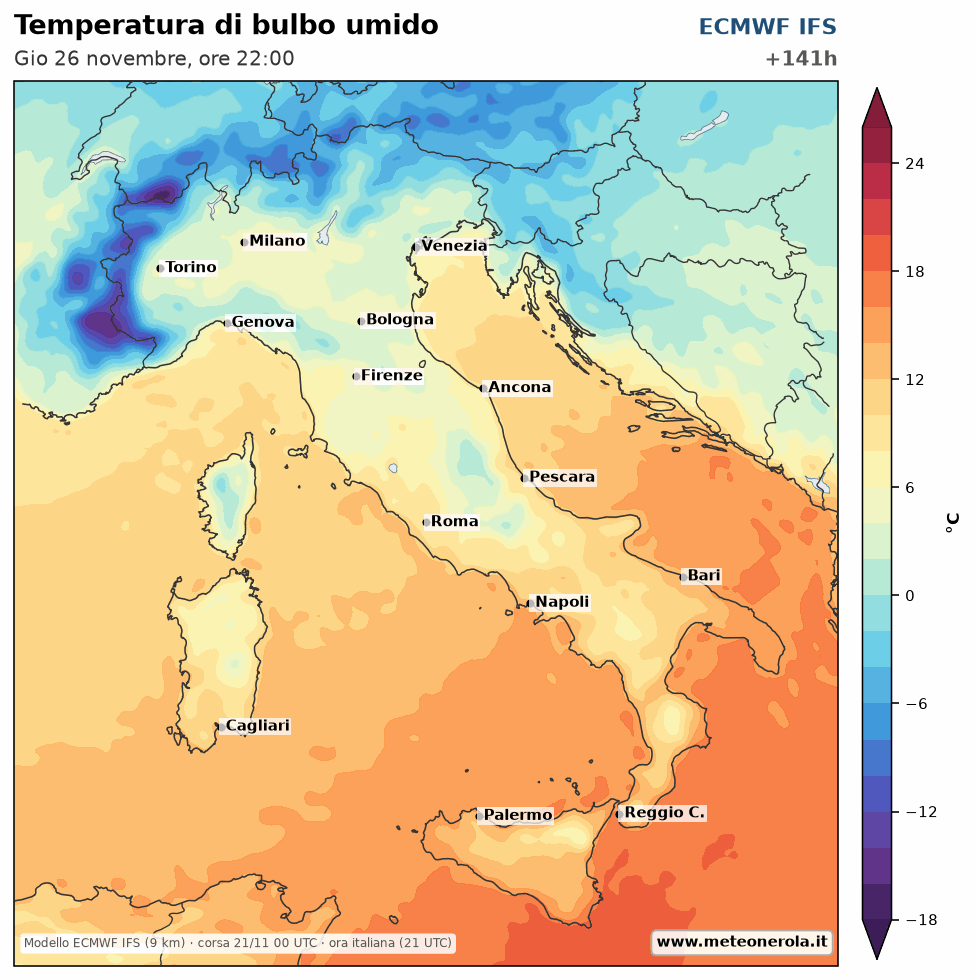 Temperatura di bulbo umido
ECMWF IFS
Gio 26 novembre, ore 22:00
+141h
Milano
Venezia
Torino
Genova
Bologna
Firenze
Ancona
Pescara
Roma
Bari
Napoli
Cagliari
Palermo
Reggio C.
24
18
12
6
0
−6
−12
−18
°C
Modello ECMWF IFS (9 km) · corsa 21/11 00 UTC · ora italiana (21 UTC)
www.meteonerola.it